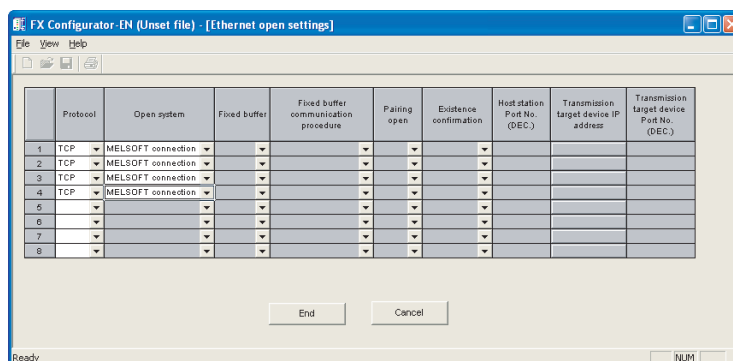 FX Configurator-EN (Unset file) - [Ethernet open settings]
File View Help
Protocol Open system Fixed buffer Fixed buffer communication procedure Pairing open Existence confirmation Host station Port No. (DEC.) Transmission target device IP address Transmission target device Port No. (DEC.)
1 TCP MELSOFT connection
2 TCP MELSOFT connection
3 TCP MELSOFT connection
4 TCP MELSOFT connection
5
6
7
8
End Cancel
Ready NUM